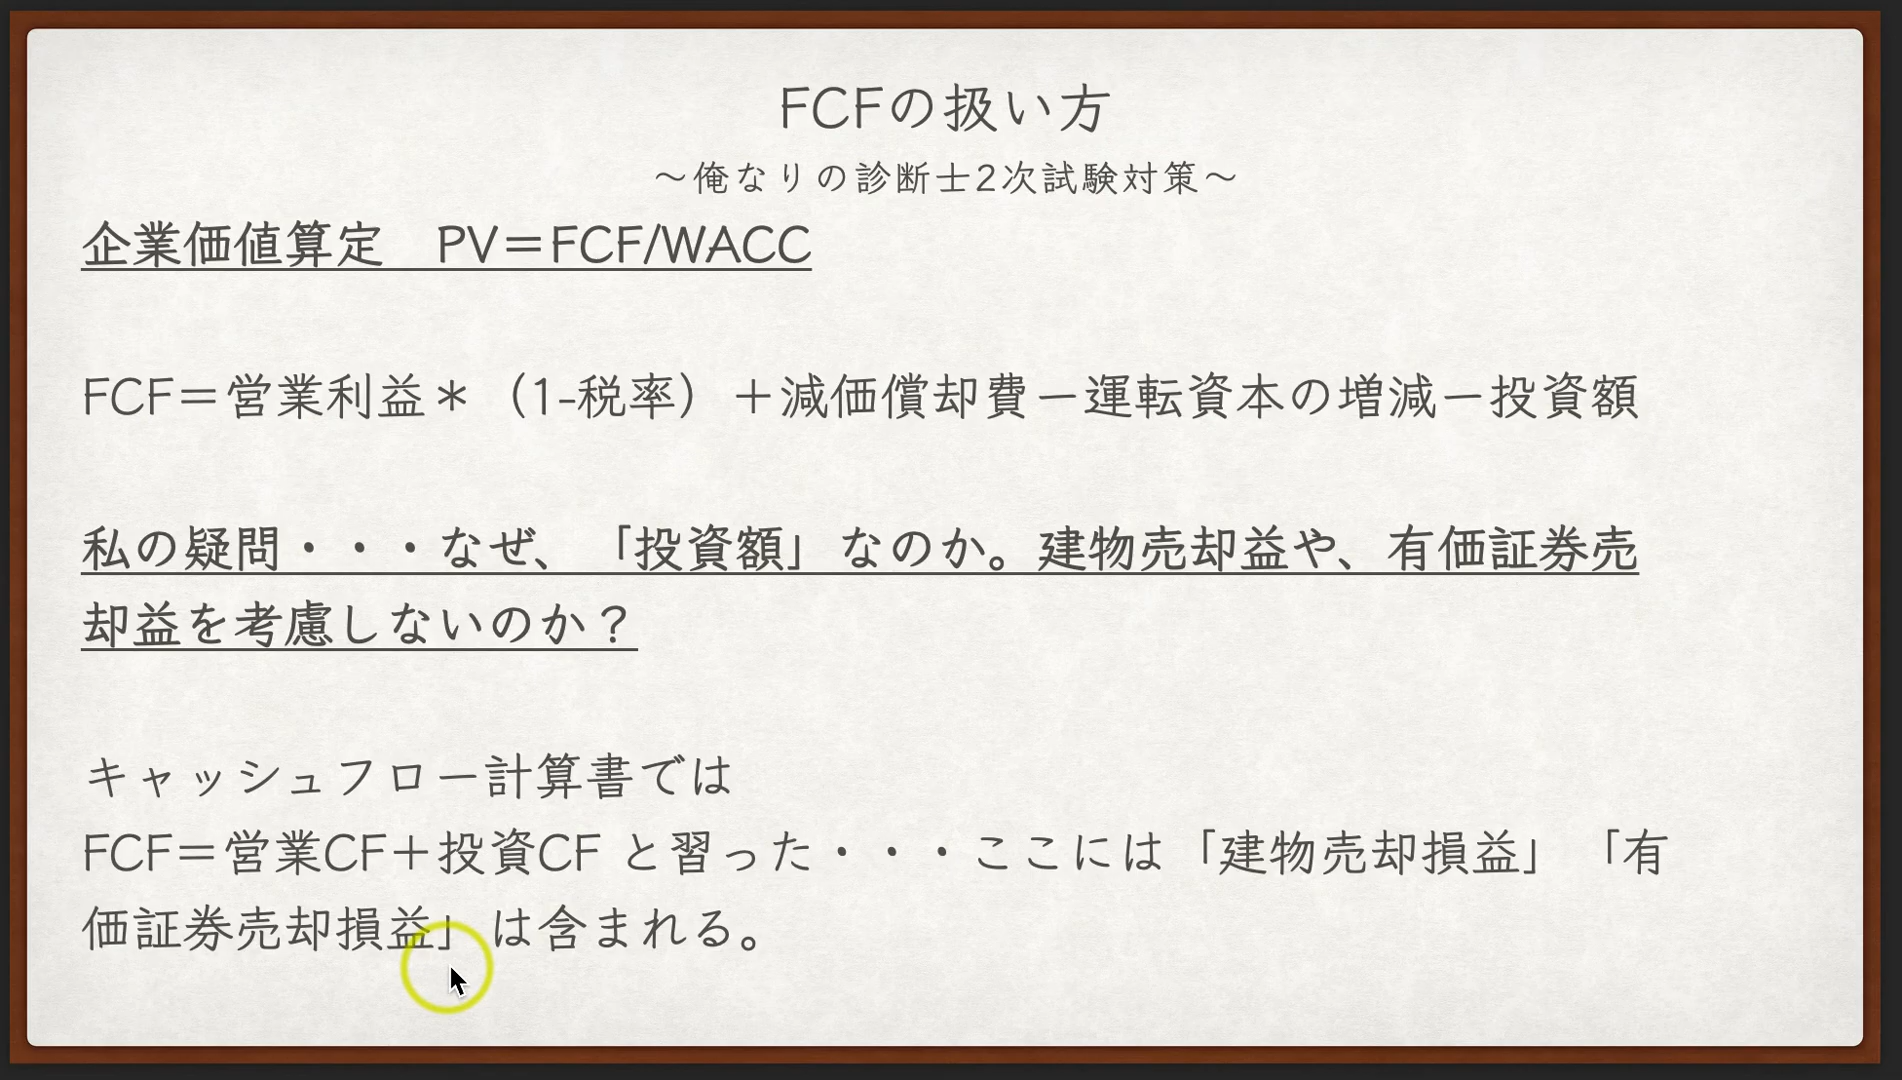 FCFの扱い方
～俺なりの診断士2次試験対策～
企業価値算定　PV＝FCF/WACC
FCF＝営業利益＊（1-税率）＋減価償却費ー運転資本の増減ー投資額
私の疑問・・・なぜ、「投資額」なのか。建物売却益や、有価証券売
却益を考慮しないのか？
キャッシュフロー計算書では
FCF＝営業CF＋投資CF と習った・・・ここには「建物売却損益」「有
価証券売却損益」は含まれる。